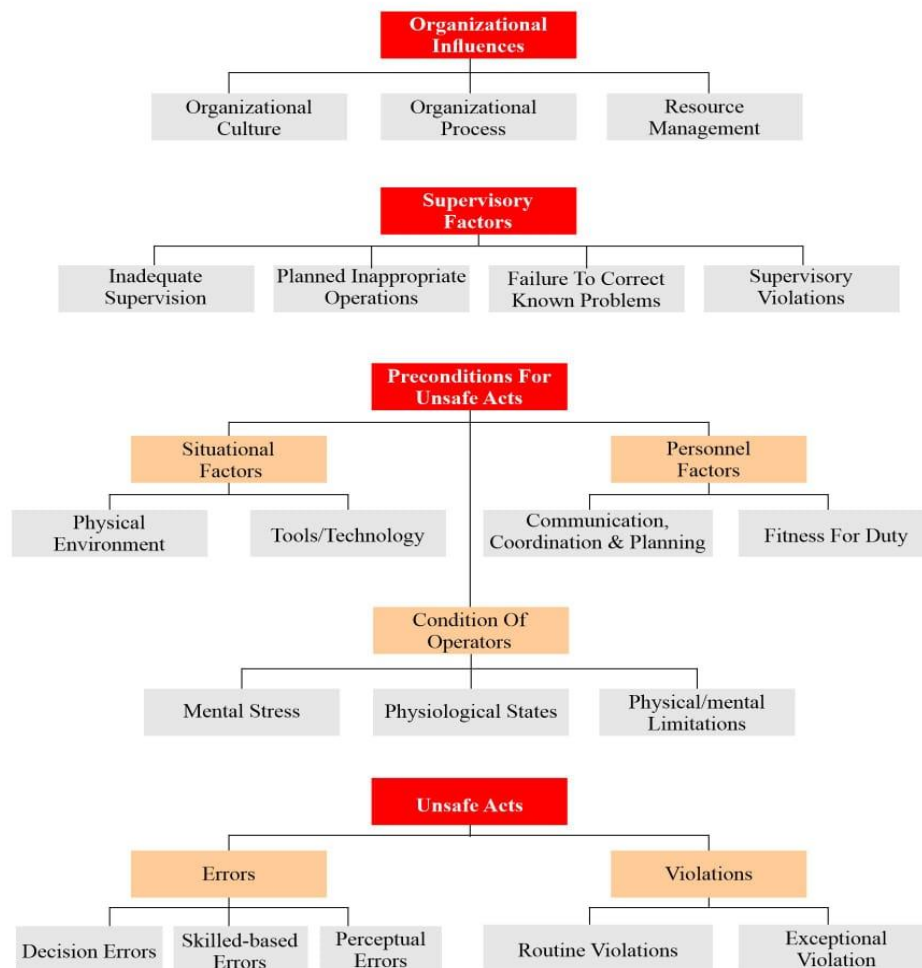 Organizational
Influences
Organizational
Culture
Organizational
Process
Resource
Management
Supervisory
Factors
Inadequate
Supervision
Planned Inappropriate
Operations
Failure To Correct
Known Problems
Supervisory
Violations
Preconditions For
Unsafe Acts
Situational
Factors
Personnel
Factors
Physical
Environment
Tools/Technology
Communication,
Coordination & Planning
Fitness For Duty
Condition Of
Operators
Mental Stress
Physiological States
Physical/mental
Limitations
Unsafe Acts
Errors
Violations
Decision Errors
Skilled-based
Errors
Perceptual
Errors
Routine Violations
Exceptional
Violation